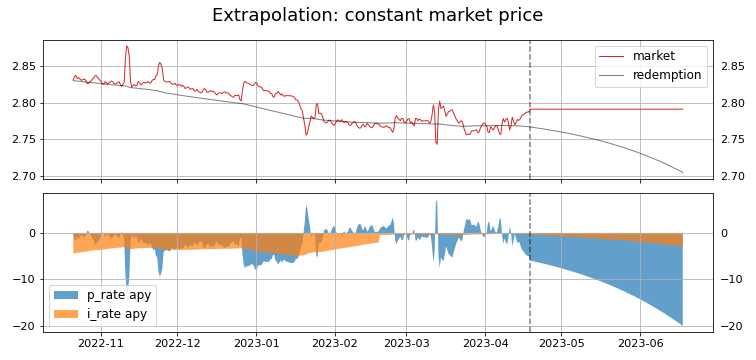 Extrapolation: constant market price
2.85
2.80
2.75
2.70
2.85
2.80
2.75
2.70
market
redemption
0
−10
−20
0
−10
−20
p_rate apy
i_rate apy
2022-11 2022-12 2023-01 2023-02 2023-03 2023-04 2023-05 2023-06